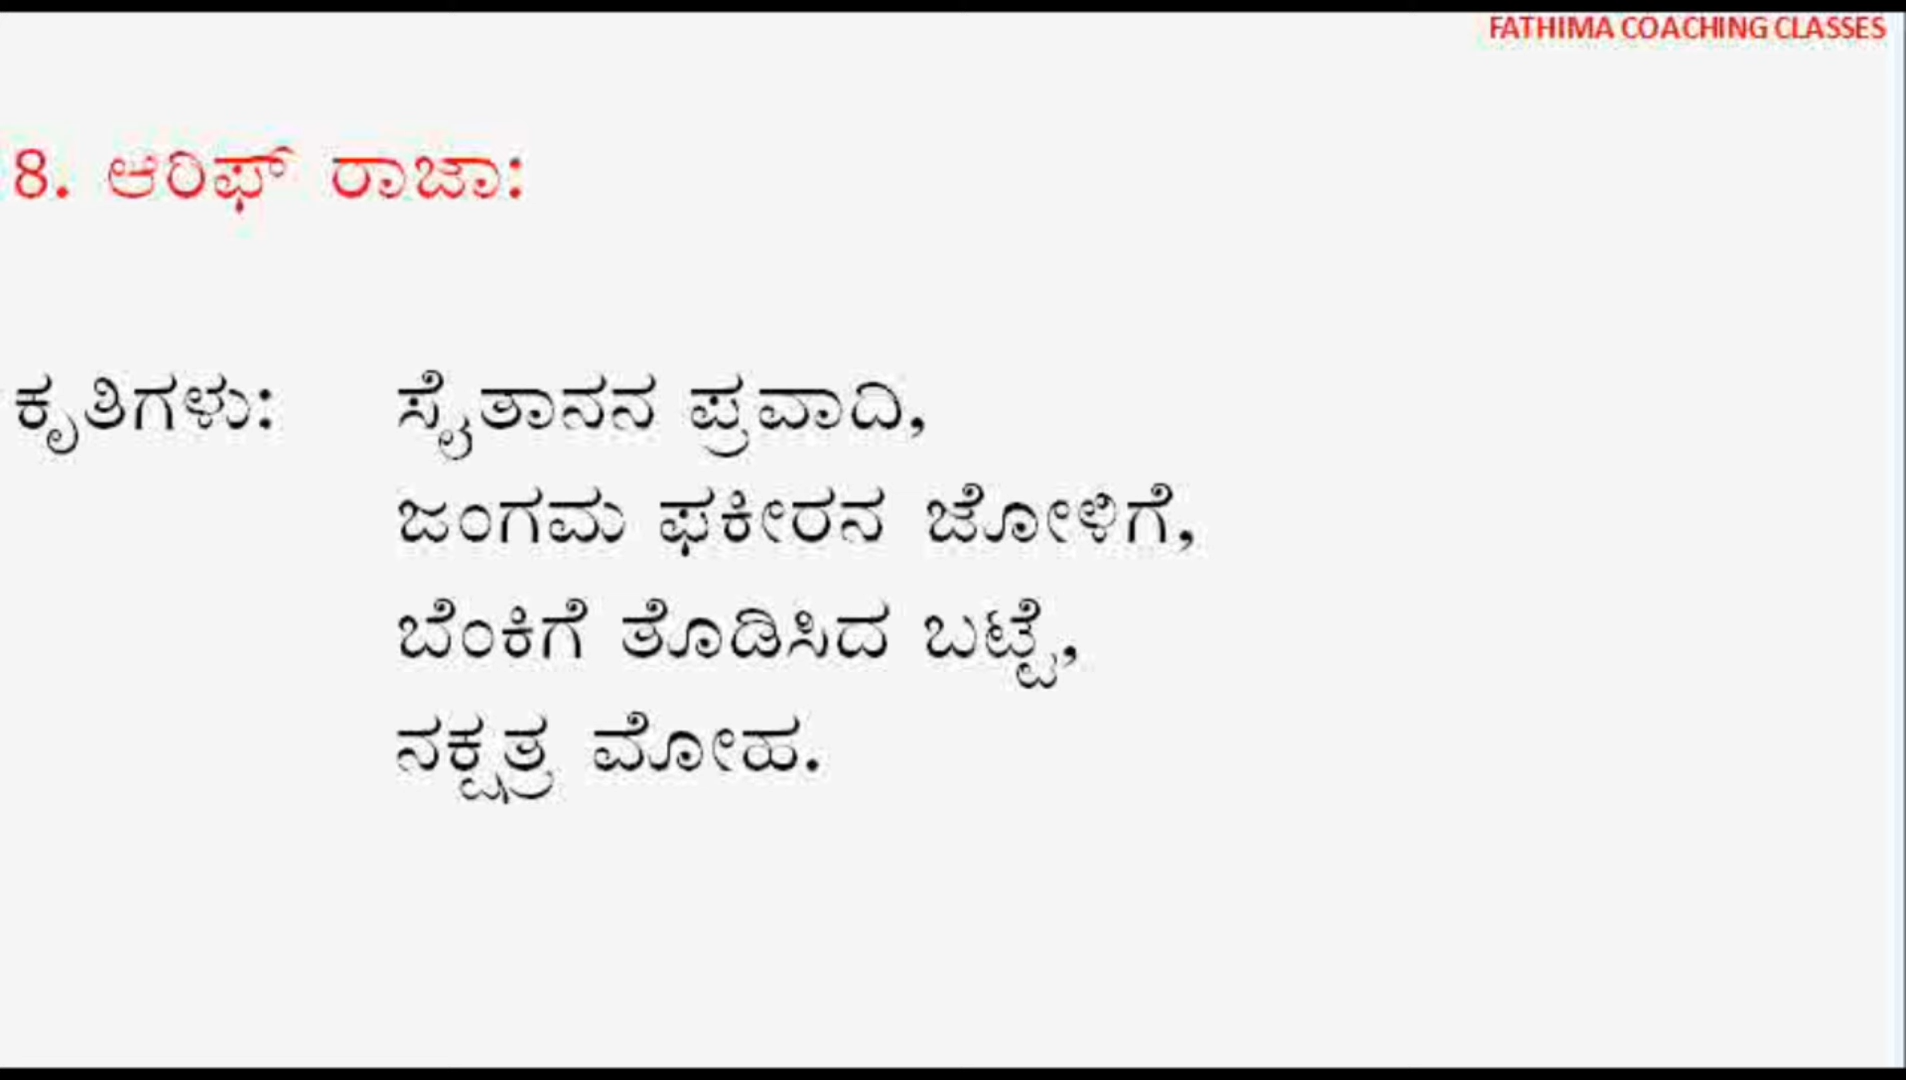 FATHIMA COACHING CLASSES
8. ಆರಿಫ್ ರಾಜಾ:
ಕೃತಿಗಳು: ಸೈತಾನನ ಪ್ರವಾದಿ,
ಜಂಗಮ ಫಕೀರನ ಜೋಳಿಗೆ,
ಬೆಂಕಿಗೆ ತೊಡಿಸಿದ ಬಟ್ಟೆ,
ನಕ್ಷತ್ರ ಮೋಹ.